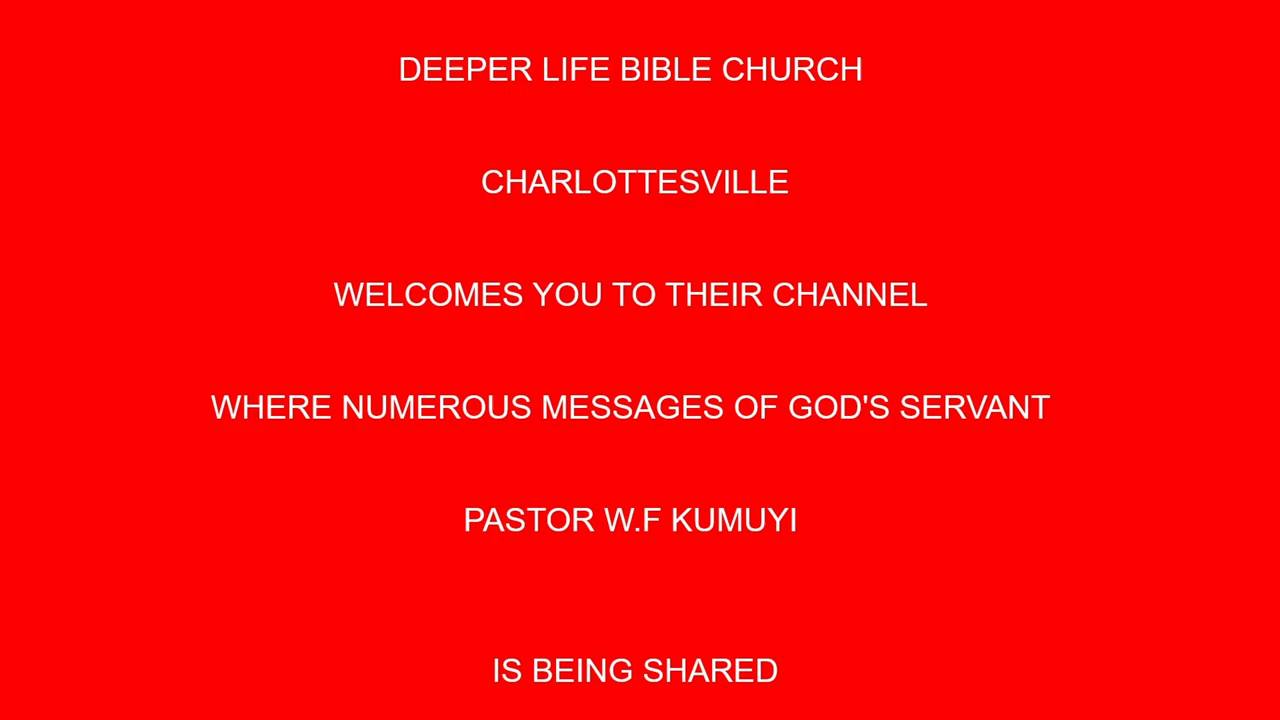 DEEPER LIFE BIBLE CHURCH
CHARLOTTESVILLE
WELCOMES YOU TO THEIR CHANNEL
WHERE NUMEROUS MESSAGES OF GOD'S SERVANT
PASTOR W.F KUMUYI
IS BEING SHARED